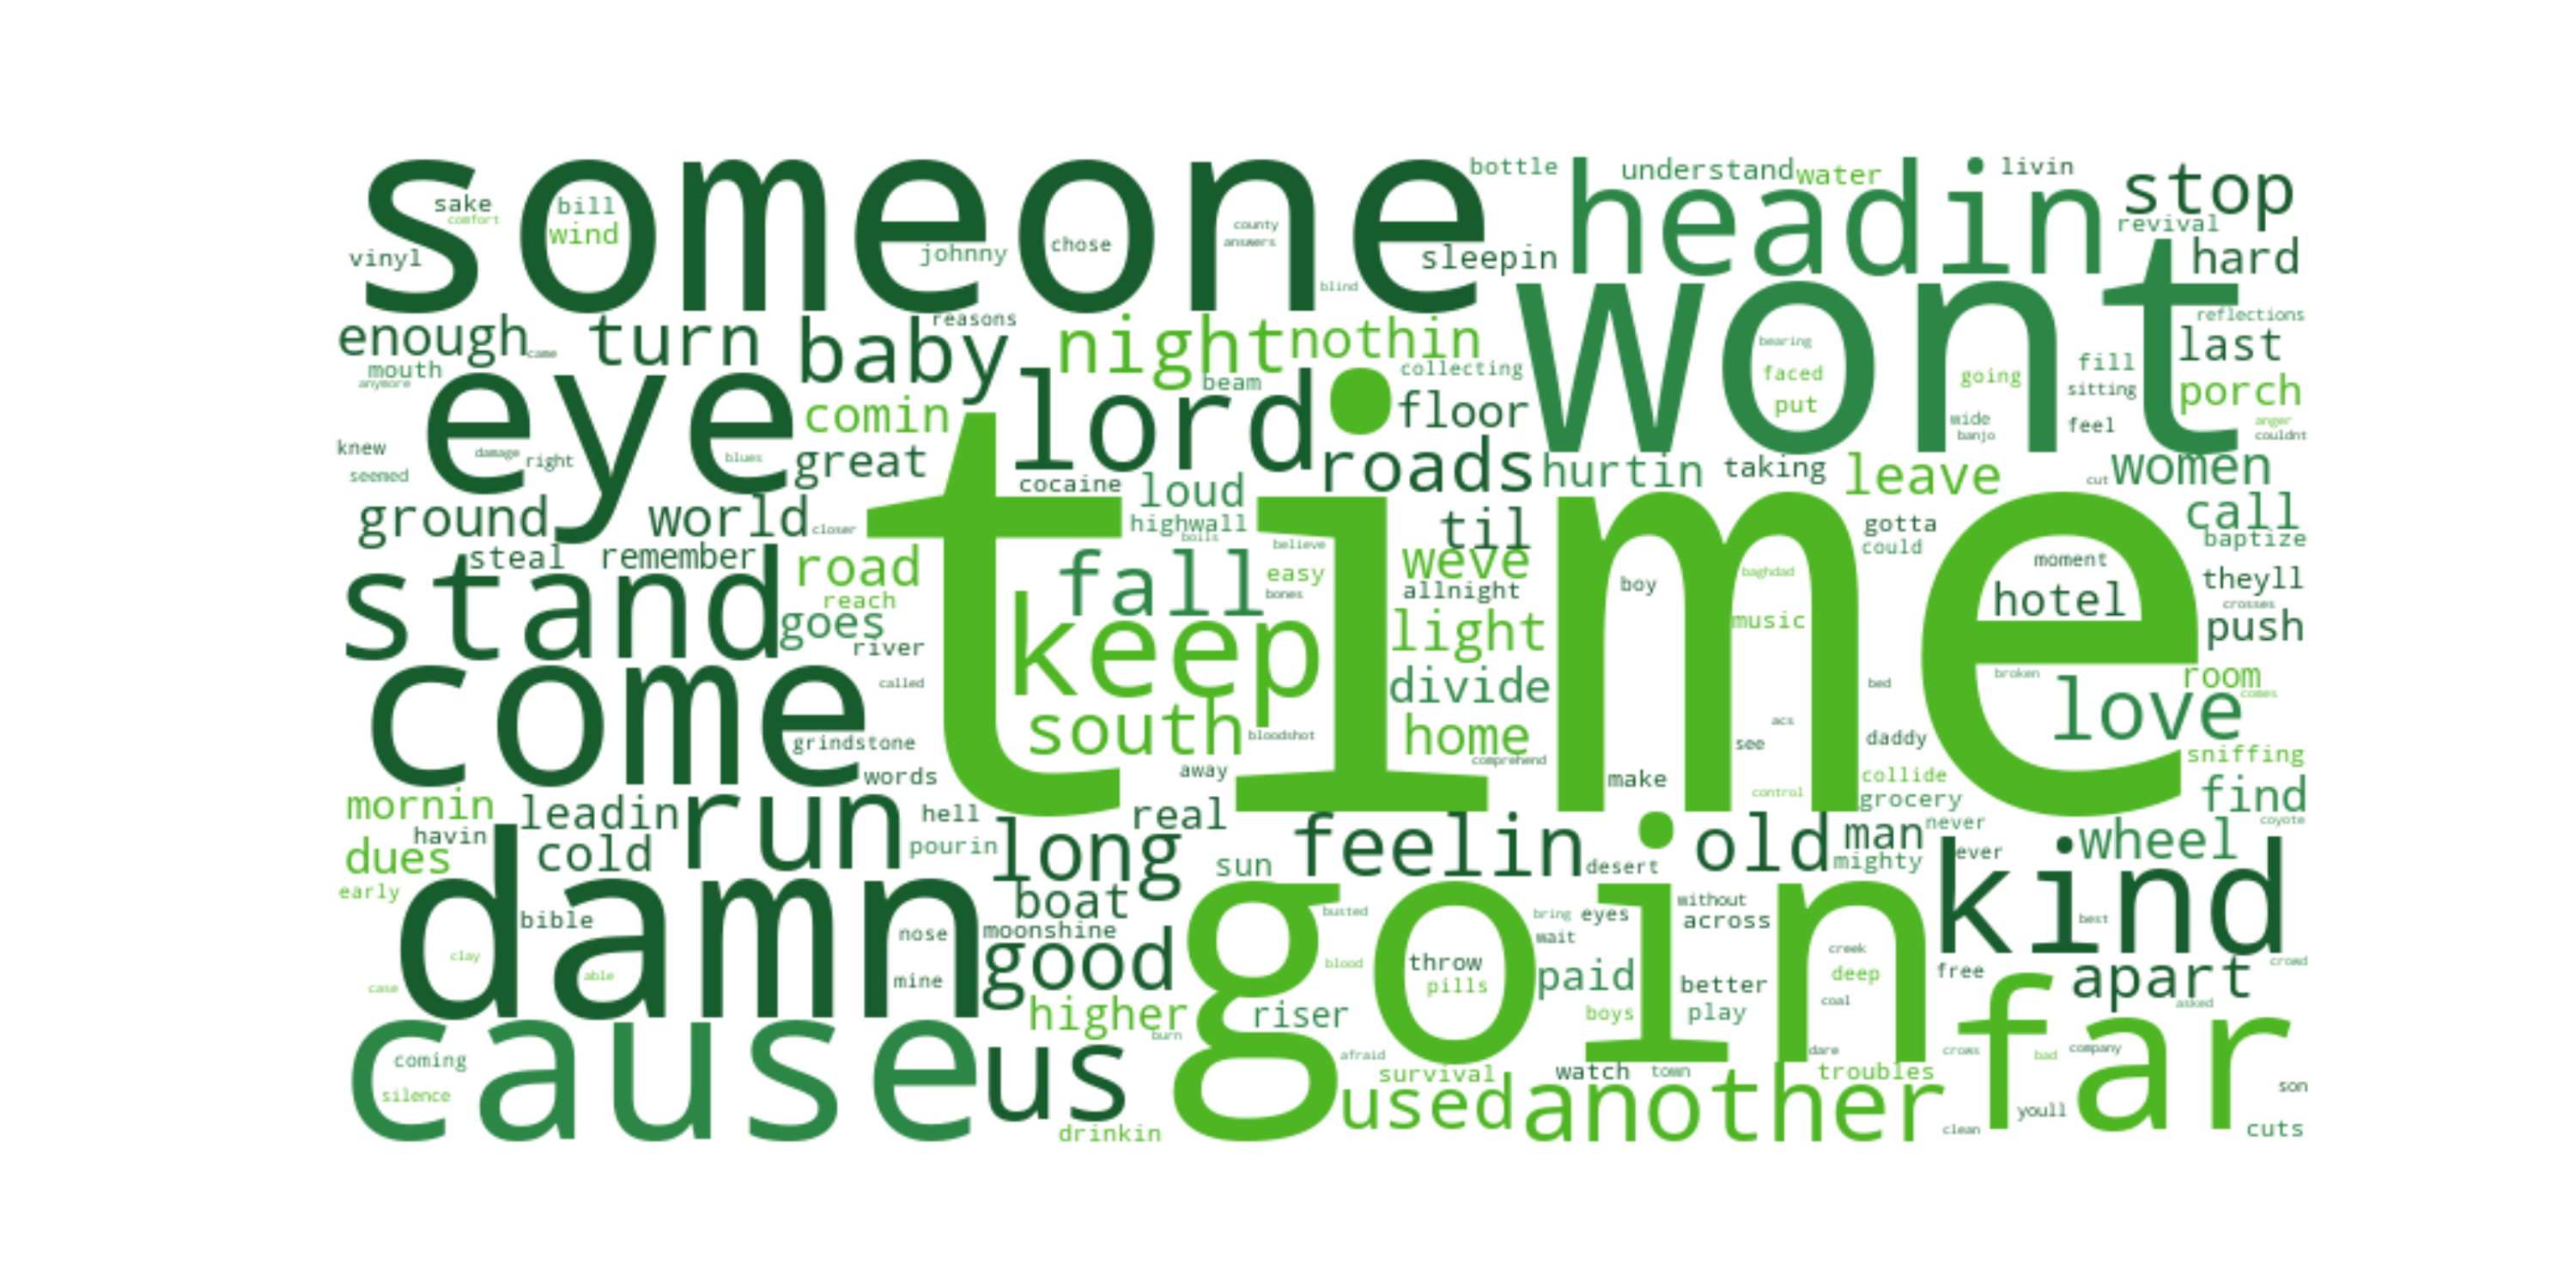 someone
bottle
headin
understand
water
livin
stop
sake
comfort
bill
wind
vinyl
johnny
chose
county
answers
blind
sleepin
revival
hard
enough
came
turn
baby
reasons
night
nothin
wont
reflections
last
mouth
anymore
eye
comin
lord
beam
collecting
floor
bearing
faced
put
going
wide
banjo
fill
sitting
feel
porch
anger
couldnt
knew
seemed
damage
right
blues
great
cocaine
loud
roads
hurtin
taking
leave
cut
women
ground
world
closer
time
highwall
boils
believe
til
gotta
could
call
baptize
steal
remember
stand
road
reach
goes
river
fall
easy
bones
weve
allnight
boy
baghdad
moment
hotel
theyll
crosses
push
keep
light
music
come
called
south
bloodshot
divide
home
comprehend
bed
acs
see
daddy
broken
love
room
comes
sniffing
grindstone
words
away
make
control
collide
grocery
find
coyote
mornin
leadin
run
hell
real
havin
dues
cold
pourin
long
sun
feelin
desert
old
man
mighty
never
ever
wheel
early
damn
bible
nose
mine
boat
moonshine
good
goin
busted
blood
throw
pills
bring
wait
eyes
without
across
kind
best
clay
able
case
paid
better
creek
deep
coal
free
apart
crowd
asked
higher
burn
riser
boys
play
far
cause
coming
silence
us
drinkin
afraid
survival
used
another
watch
town
dare
troubles
crows
bad
company
son
youll
clean
cuts